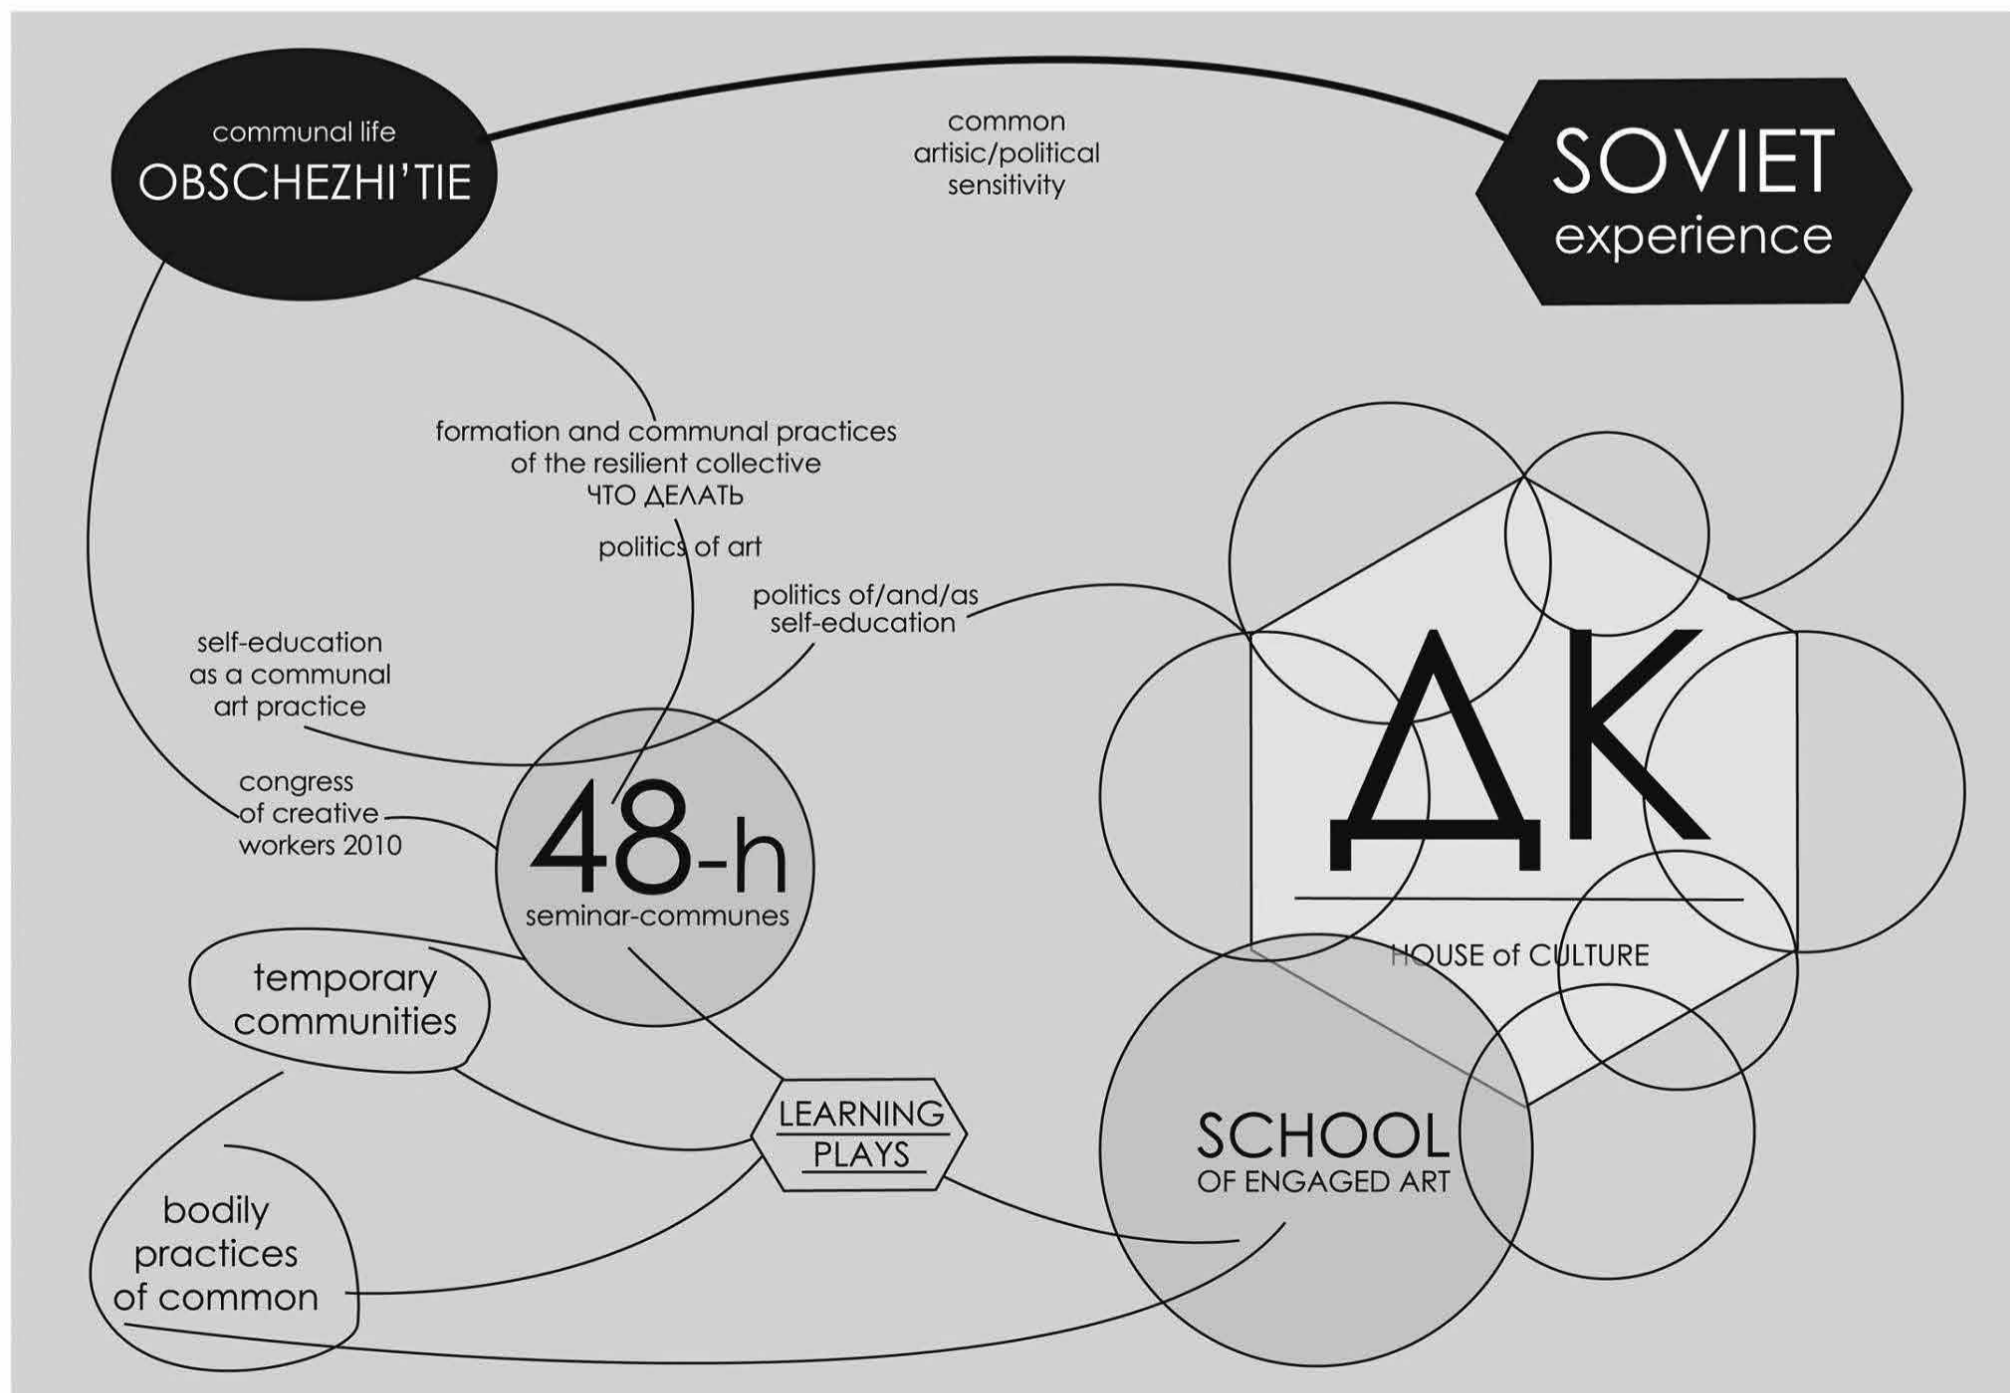 communal life
OBSCHEZHI'TIE
common
artisic/political
sensitivity
SOVIET
experience
formation and communal practices
of the resilient collective
ЧТО ДЕЛАТЬ
politics of art
politics of/and/as
self-education
self-education
as a communal
art practice
congress
of creative
workers 2010
48-h
seminar-communes
ДК
HOUSE of CULTURE
temporary
communities
LEARNING
PLAYS
SCHOOL
OF ENGAGED ART
bodily
practices
of common